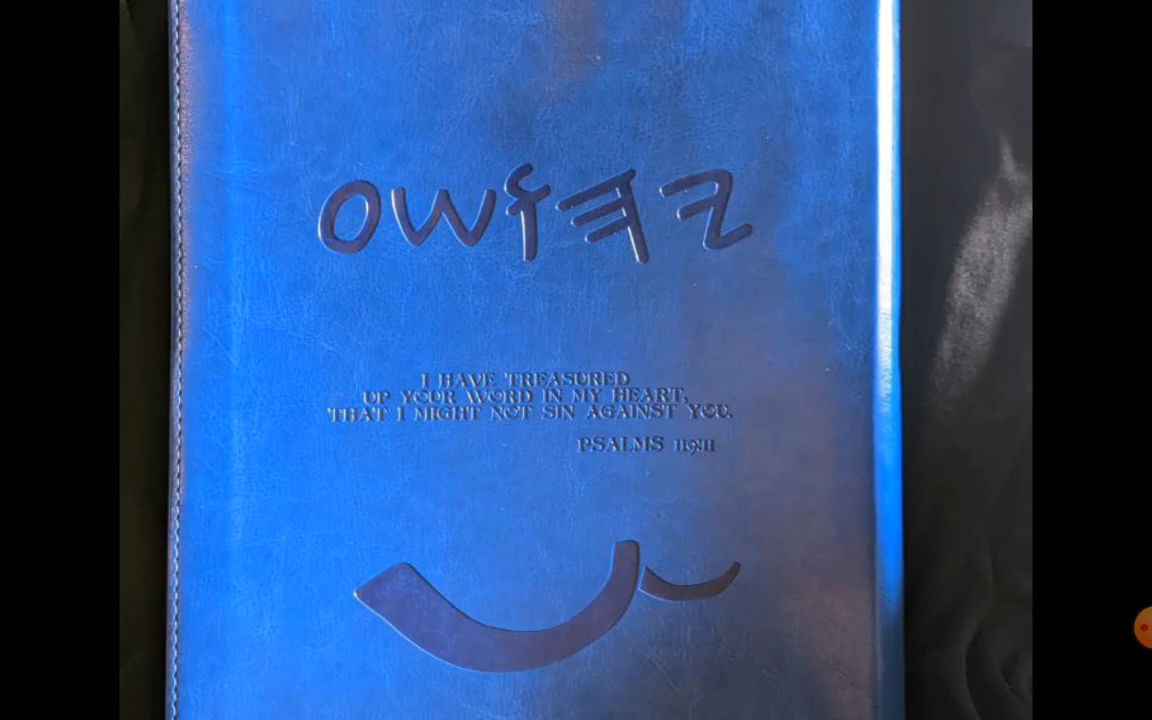 𐤉𐤄𐤅𐤔𐤏
I HAVE TREASURED
UP YOUR WORD IN MY HEART,
THAT I MIGHT NOT SIN AGAINST YOU.
PSALMS 119:11